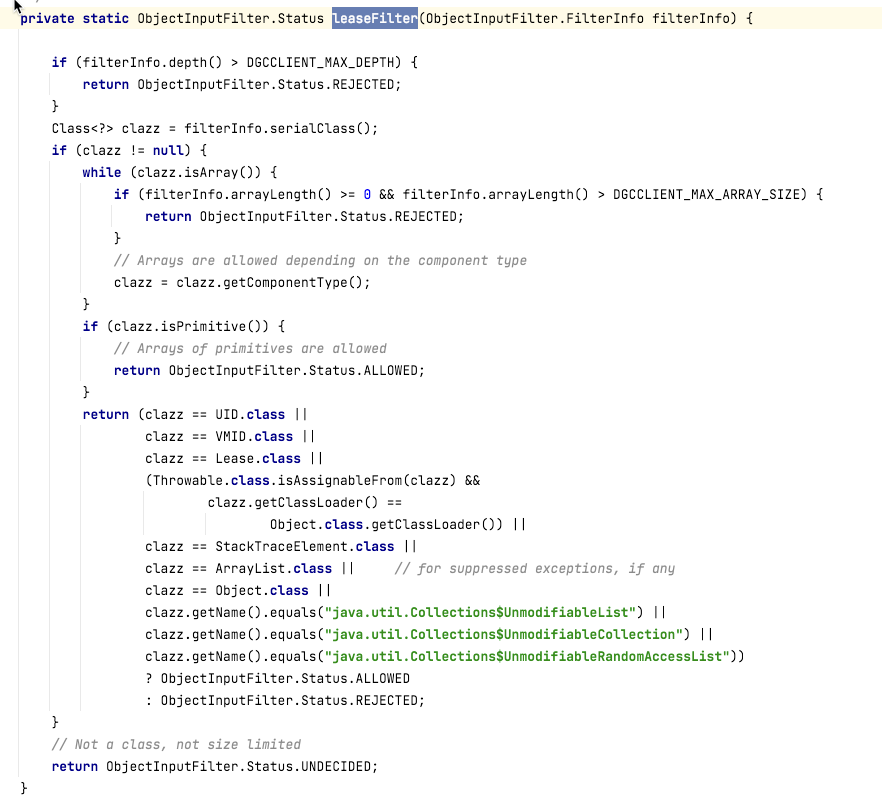 private static ObjectInputFilter.Status leaseFilter(ObjectInputFilter.FilterInfo filterInfo) {
if (filterInfo.depth() > DGCCLIENT_MAX_DEPTH) {
return ObjectInputFilter.Status.REJECTED;
}
Class<?> clazz = filterInfo.serialClass();
if (clazz != null) {
while (clazz.isArray()) {
if (filterInfo.arrayLength() >= 0 && filterInfo.arrayLength() > DGCCLIENT_MAX_ARRAY_SIZE) {
return ObjectInputFilter.Status.REJECTED;
}
// Arrays are allowed depending on the component type
clazz = clazz.getComponentType();
}
if (clazz.isPrimitive()) {
// Arrays of primitives are allowed
return ObjectInputFilter.Status.ALLOWED;
}
return (clazz == UID.class ||
clazz == VMID.class ||
clazz == Lease.class ||
(Throwable.class.isAssignableFrom(clazz) &&
clazz.getClassLoader() ==
Object.class.getClassLoader()) ||
clazz == StackTraceElement.class ||
clazz == ArrayList.class || // for suppressed exceptions, if any
clazz == Object.class ||
clazz.getName().equals("java.util.Collections$UnmodifiableList") ||
clazz.getName().equals("java.util.Collections$UnmodifiableCollection") ||
clazz.getName().equals("java.util.Collections$UnmodifiableRandomAccessList"))
? ObjectInputFilter.Status.ALLOWED
: ObjectInputFilter.Status.REJECTED;
}
// Not a class, not size limited
return ObjectInputFilter.Status.UNDECIDED;
}